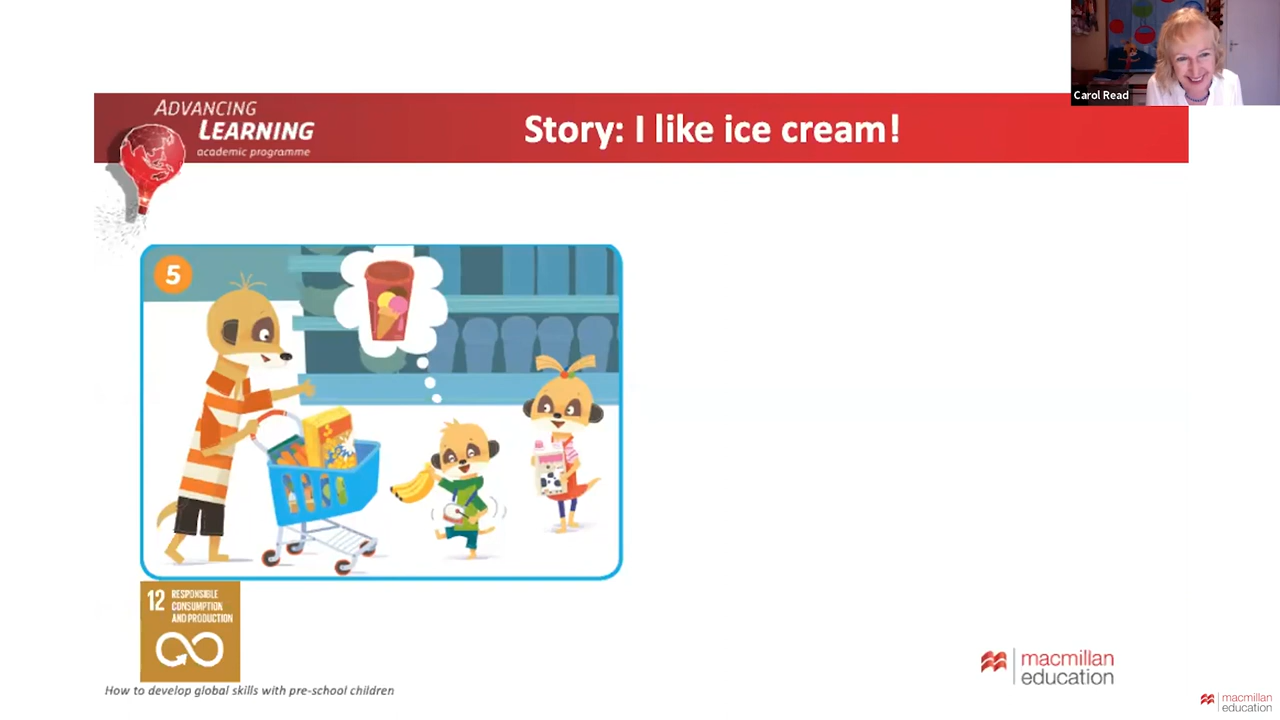 Carol Read
ADVANCING
LEARNING
academic programme
Story: I like ice cream!
5
12 RESPONSIBLE
CONSUMPTION
AND PRODUCTION
How to develop global skills with pre-school children
macmillan
education
macmillan
education